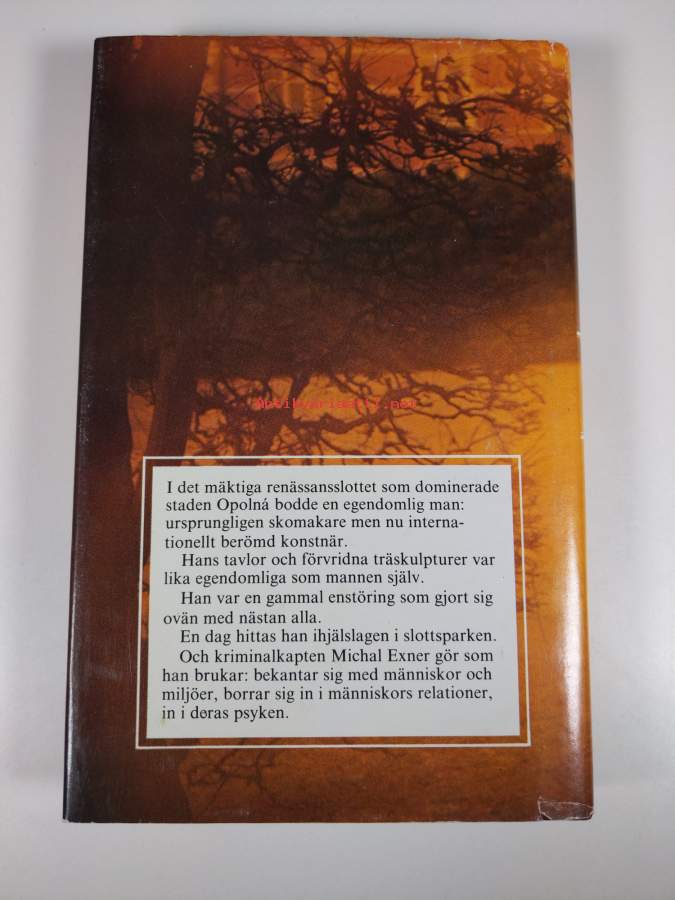 Antikvariaatti.net
I det mäktiga renässansslottet som dominerade
staden Opolná bodde en egendomlig man:
ursprungligen skomakare men nu interna-
tionellt berömd konstnär.
Hans tavlor och förvridna träskulpturer var
lika egendomliga som mannen själv.
Han var en gammal enstöring som gjort sig
ovän med nästan alla.
En dag hittas han ihjälslagen i slottsparken.
Och kriminalkapten Michal Exner gör som
han brukar: bekantar sig med människor och
miljöer, borrar sig in i människors relationer,
in i deras psyken.